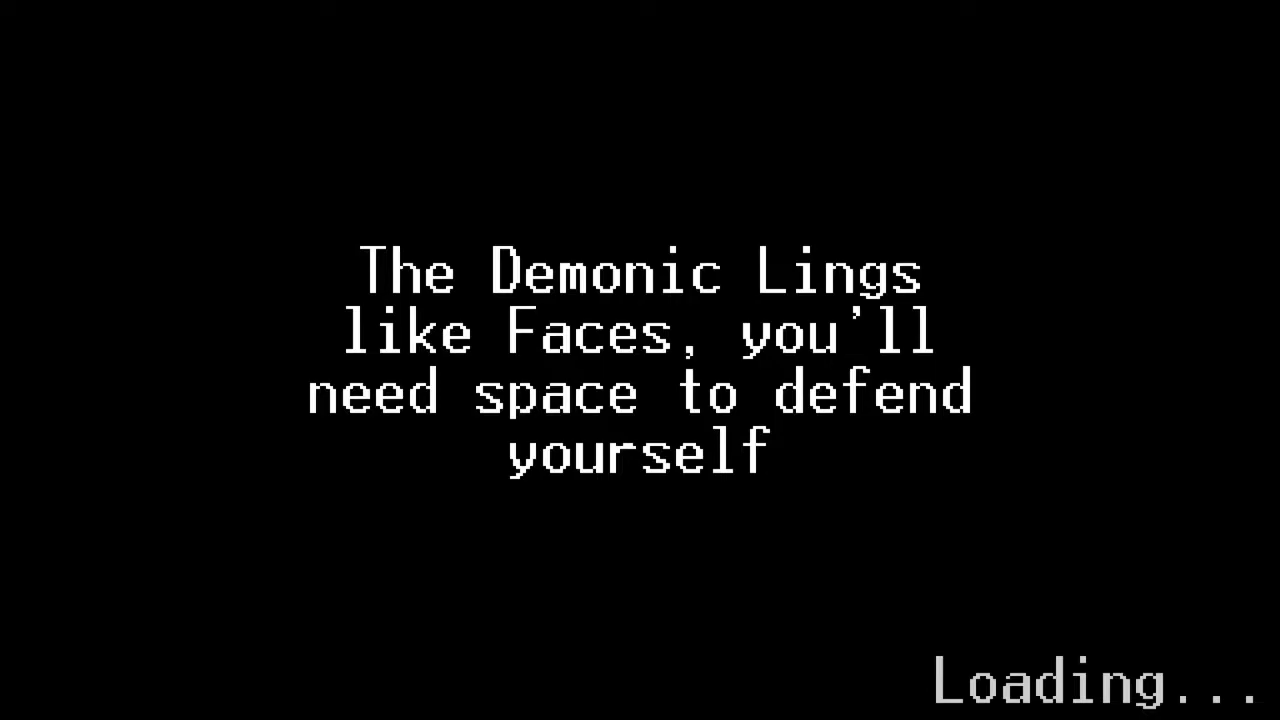 The Demonic Lings
like Faces, you'll
need space to defend
yourself
Loading...